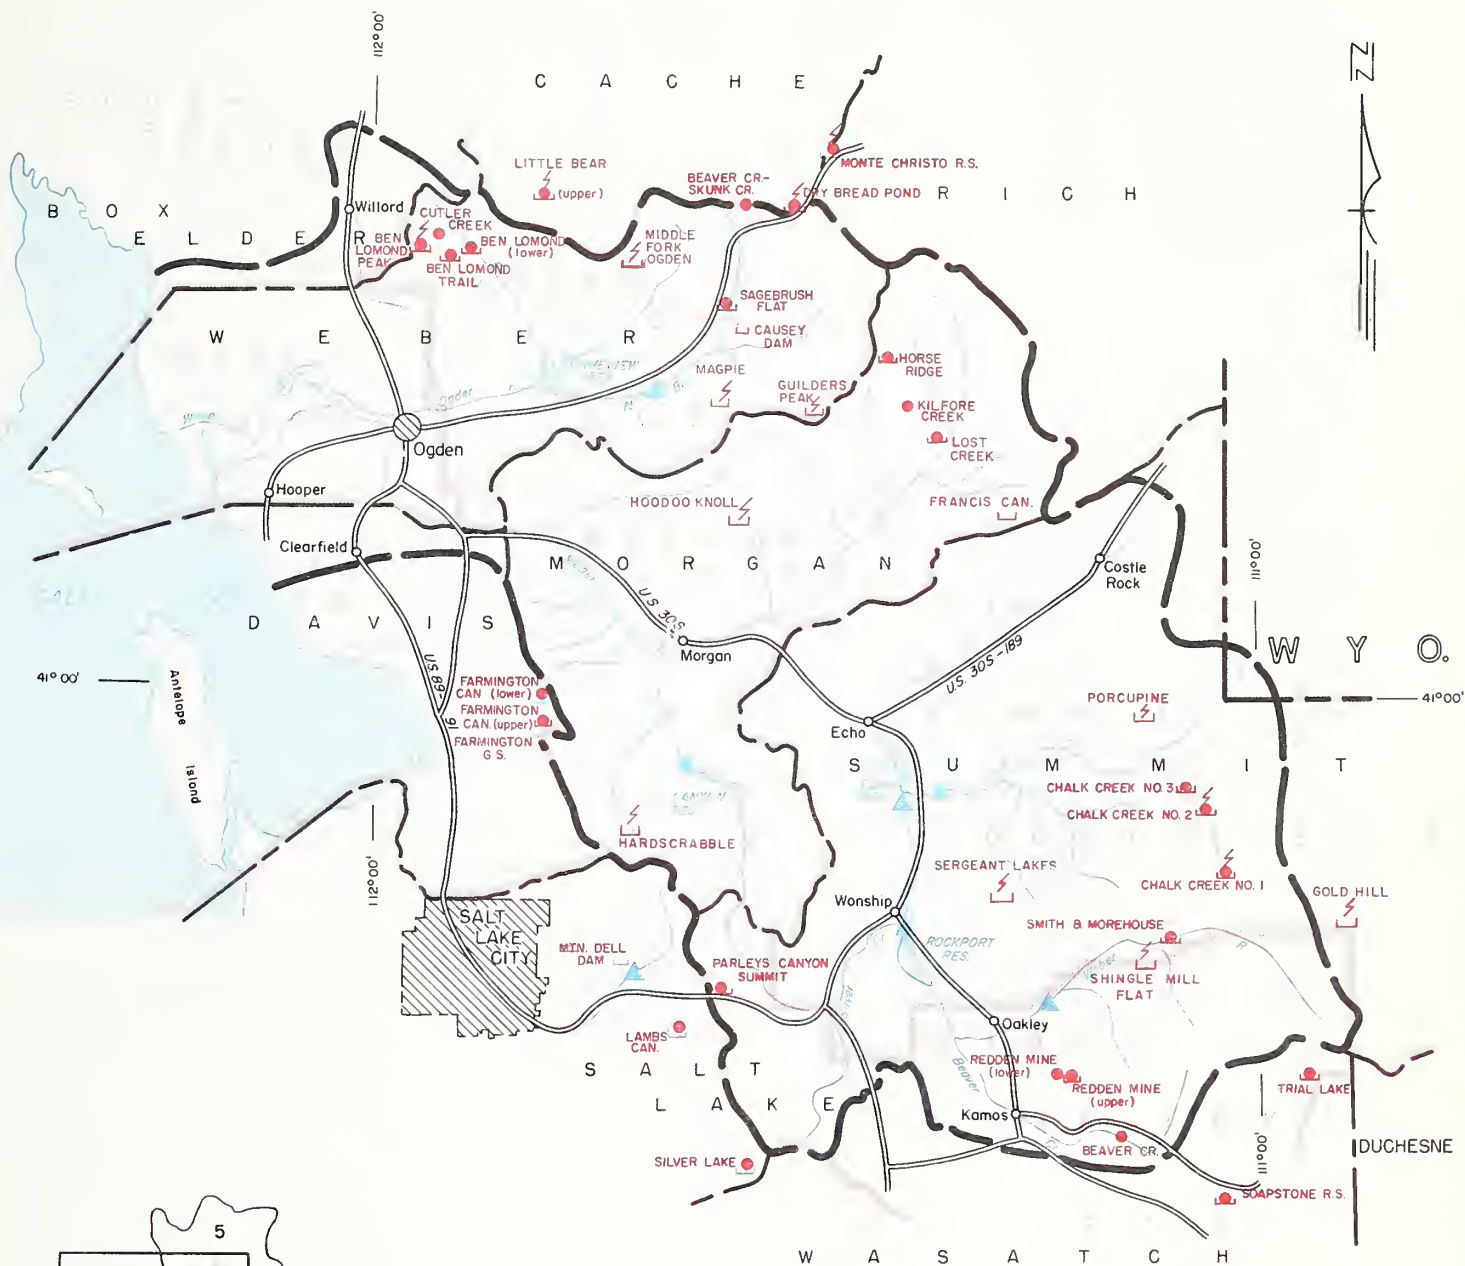 112°00'
C A C H E
NZ
MONTE CHRISTO R.S.
LITTLE BEAR
(upper)
BEAVER CR-
SKUNK CR.
DRY BREAD POND
R I C H
B O X
E L D E R
Willord
CUTLER
CREEK
BEN
LOMOND
PEAK
BEN LOMOND
(lower)
BEN LOMOND
TRAIL
MIDDLE
FORK
OGDEN
SAGEBRUSH
FLAT
CAUSEY
DAM
W E B E R
HORSE
RIDGE
MAGPIE
GUILDERS
PEAK
KILFORE
CREEK
LOST
CREEK
Ogden
Hooper
HOODOO KNOLL
FRANCIS CAN.
Clearfield
M O R G A N
Costle
Rock
111°00'
D A V I S
U.S. 30S
Morgan
U.S. 30S-189
W Y O.
41°00'
41°00'
Antelope
Island
US 89-
91
FARMINGTON
CAN (lower)
FARMINGTON
CAN. (upper)
FARMINGTON
G S.
PORCUPINE
Echo
S U M M I T
CHALK CREEK NO. 3
CHALK CREEK NO. 2
HARDSCRABBLE
112°00'
SERGEANT LAKES
CHALK CREEK NO. 1
GOLD HILL
Wonship
SALT
LAKE
CITY
MTN. DELL
DAM
PARLEYS CANYON
SUMMIT
ROCKPORT
RES.
SMITH & MOREHOUSE
Weber
R
SHINGLE MILL
FLAT
Oakley
LAMBS
CAN.
S A L T
L A K E
Beaver
REDDEN MINE
(lower)
REDDEN MINE
(upper)
TRIAL LAKE
Kamos
BEAVER CR.
111°00'
DUCHESNE
SILVER LAKE
SOAPSTONE R.S.
5
W A S A T C H